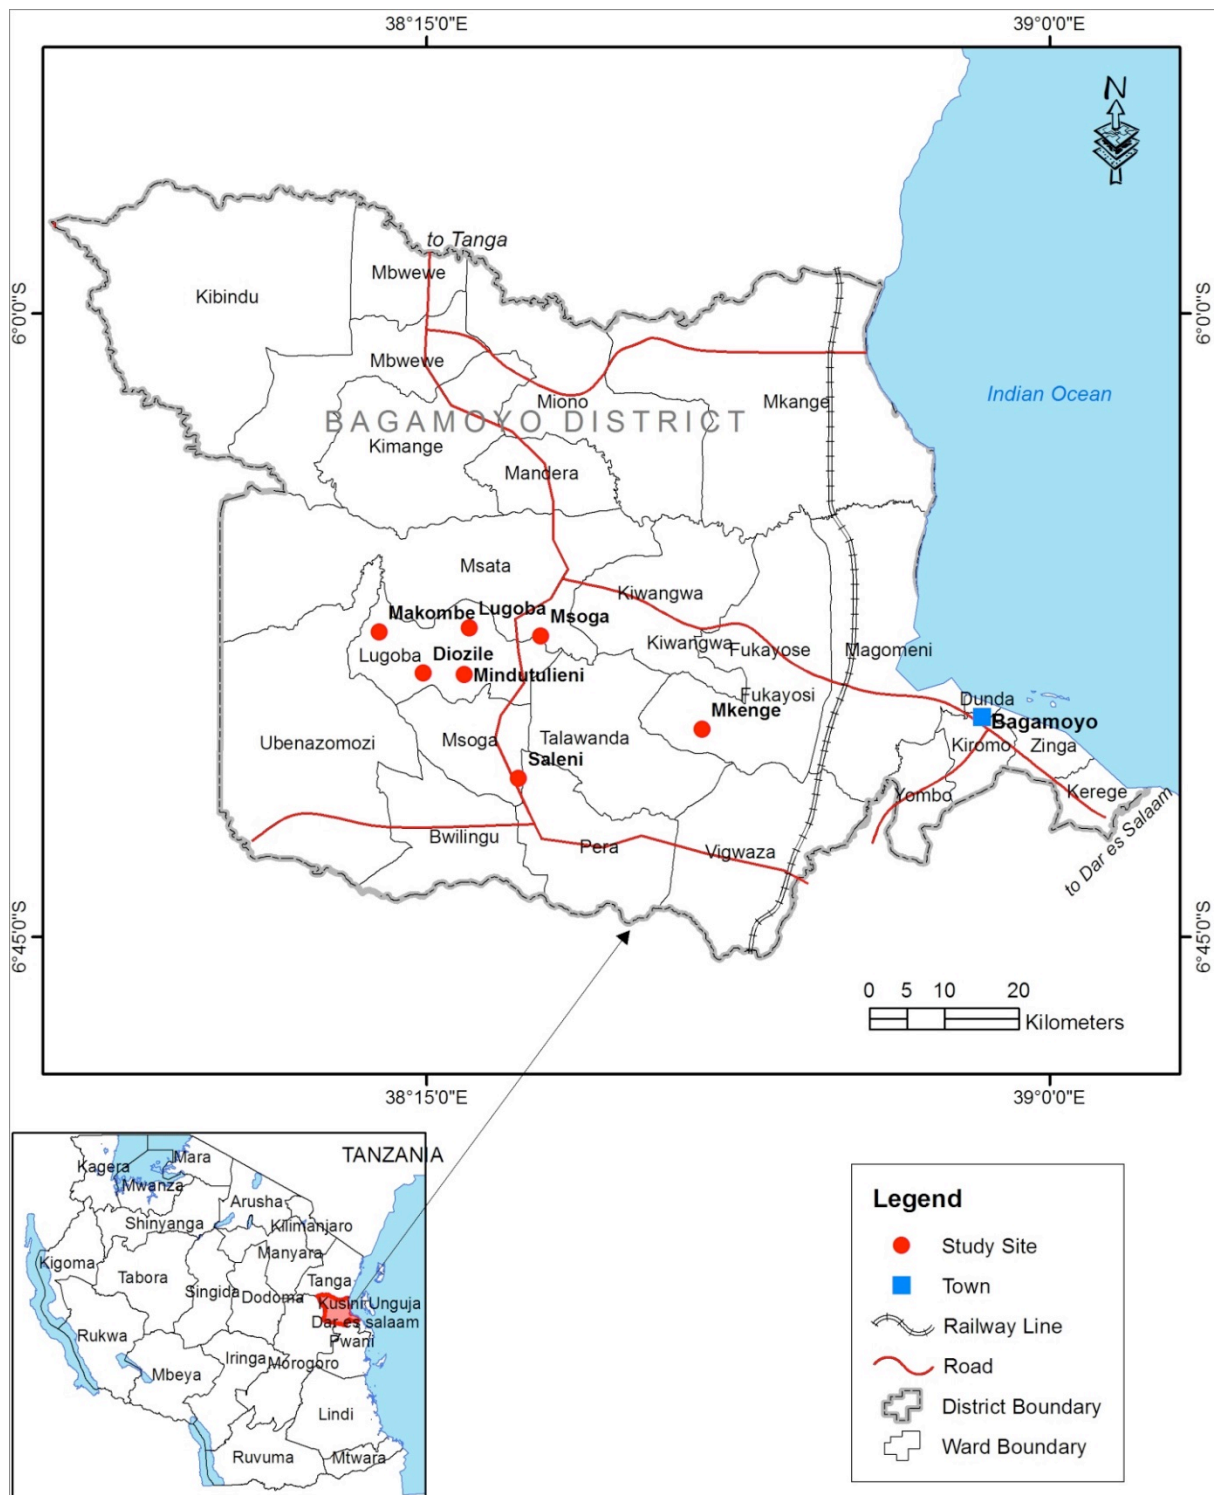 38°15'0"E
39°0'0"E
N
to Tanga
Mbwewe
Kibindu
6°0'0"S
6°0'0"S
Mbwewe
Indian Ocean
Miono
Mkange
BAGAMOYO DISTRICT
Kimange
Mandera
Msata
Kiwangwa
Makombe
Lugoba
Msoga
Kiwangwa
Fukayose
Magomeni
Lugoba
Diozile
Mindutulieni
Fukayosi
Dunda
Mkenge
Bagamoyo
Ubenazomozi
Msoga
Talawanda
Kiromo
Zinga
Saleni
Yombo
Kerege
Bwilingu
Pera
Vigwaza
to Dar es Salaam
6°45'0"S
6°45'0"S
0 5 10 20
Kilometers
38°15'0"E
39°0'0"E
TANZANIA
Kagera
Mara
Mwanza
Arusha
Shinyanga
Kilimanjaro
Manyara
Kigoma
Tabora
Singida
Dodoma
Tanga
Kusini Unguja
Dar es salaam
Pwani
Rukwa
Iringa
Morogoro
Mbeya
Lindi
Ruvuma
Mtwara
Legend
Study Site
Town
Railway Line
Road
District Boundary
Ward Boundary